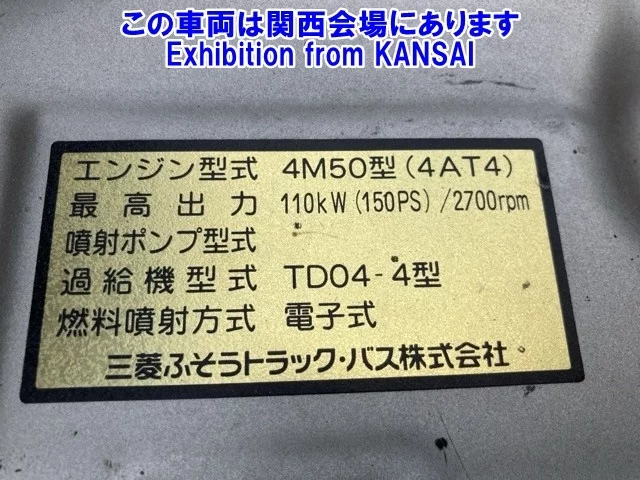 この車両は関西会場にあります
Exhibition from KANSAI
エンジン型式 4M50型(4AT4)
最高出力 110kW(150PS)/2700rpm
噴射ポンプ型式
過給機型式 TD04-4型
燃料噴射方式 電子式
三菱ふそうトラック・バス株式会社